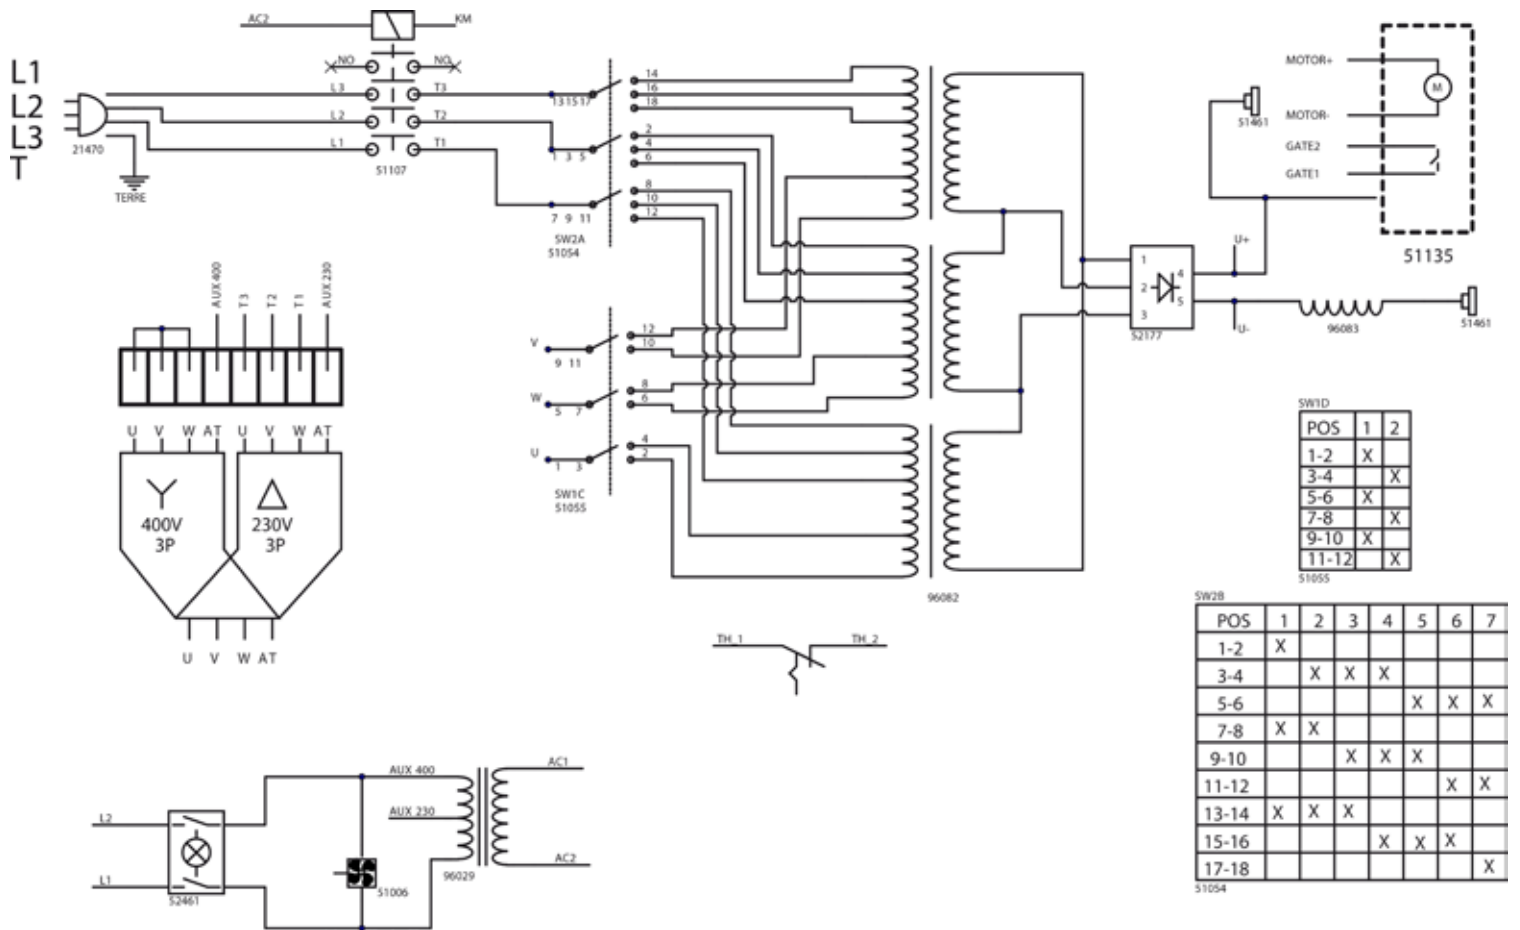 AC2
KM
NO
NO
L1
L2
L3
T
21470
TERRE
L3
T3
L2
T2
L1
T1
51107
13 15 17
14
16
18
1 3 5
2
4
6
7 9 11
8
10
12
SW2A
51054
V
9 11
12
10
W
5 7
8
6
U
1 3
4
2
SW1C
51055
96082
1
2
3
4
5
52177
U+
U-
96083
51461
51461
MOTOR+
M
MOTOR-
GATE2
GATE1
51135
AUX 400
T3
T2
T1
AUX 230
U V W AT U V W AT
400V
3P
230V
3P
U V W AT
TH_1
TH_2
L2
L1
52461
51006
AUX 400
AUX 230
96029
AC1
AC2
SW1D
POS 1 2
1-2 X
3-4 X
5-6 X
7-8 X
9-10 X
11-12 X
51055
SW2B
POS 1 2 3 4 5 6 7
1-2 X
3-4 X X X
5-6 X X X
7-8 X X
9-10 X X X
11-12 X X
13-14 X X X
15-16 X X X
17-18 X
51054